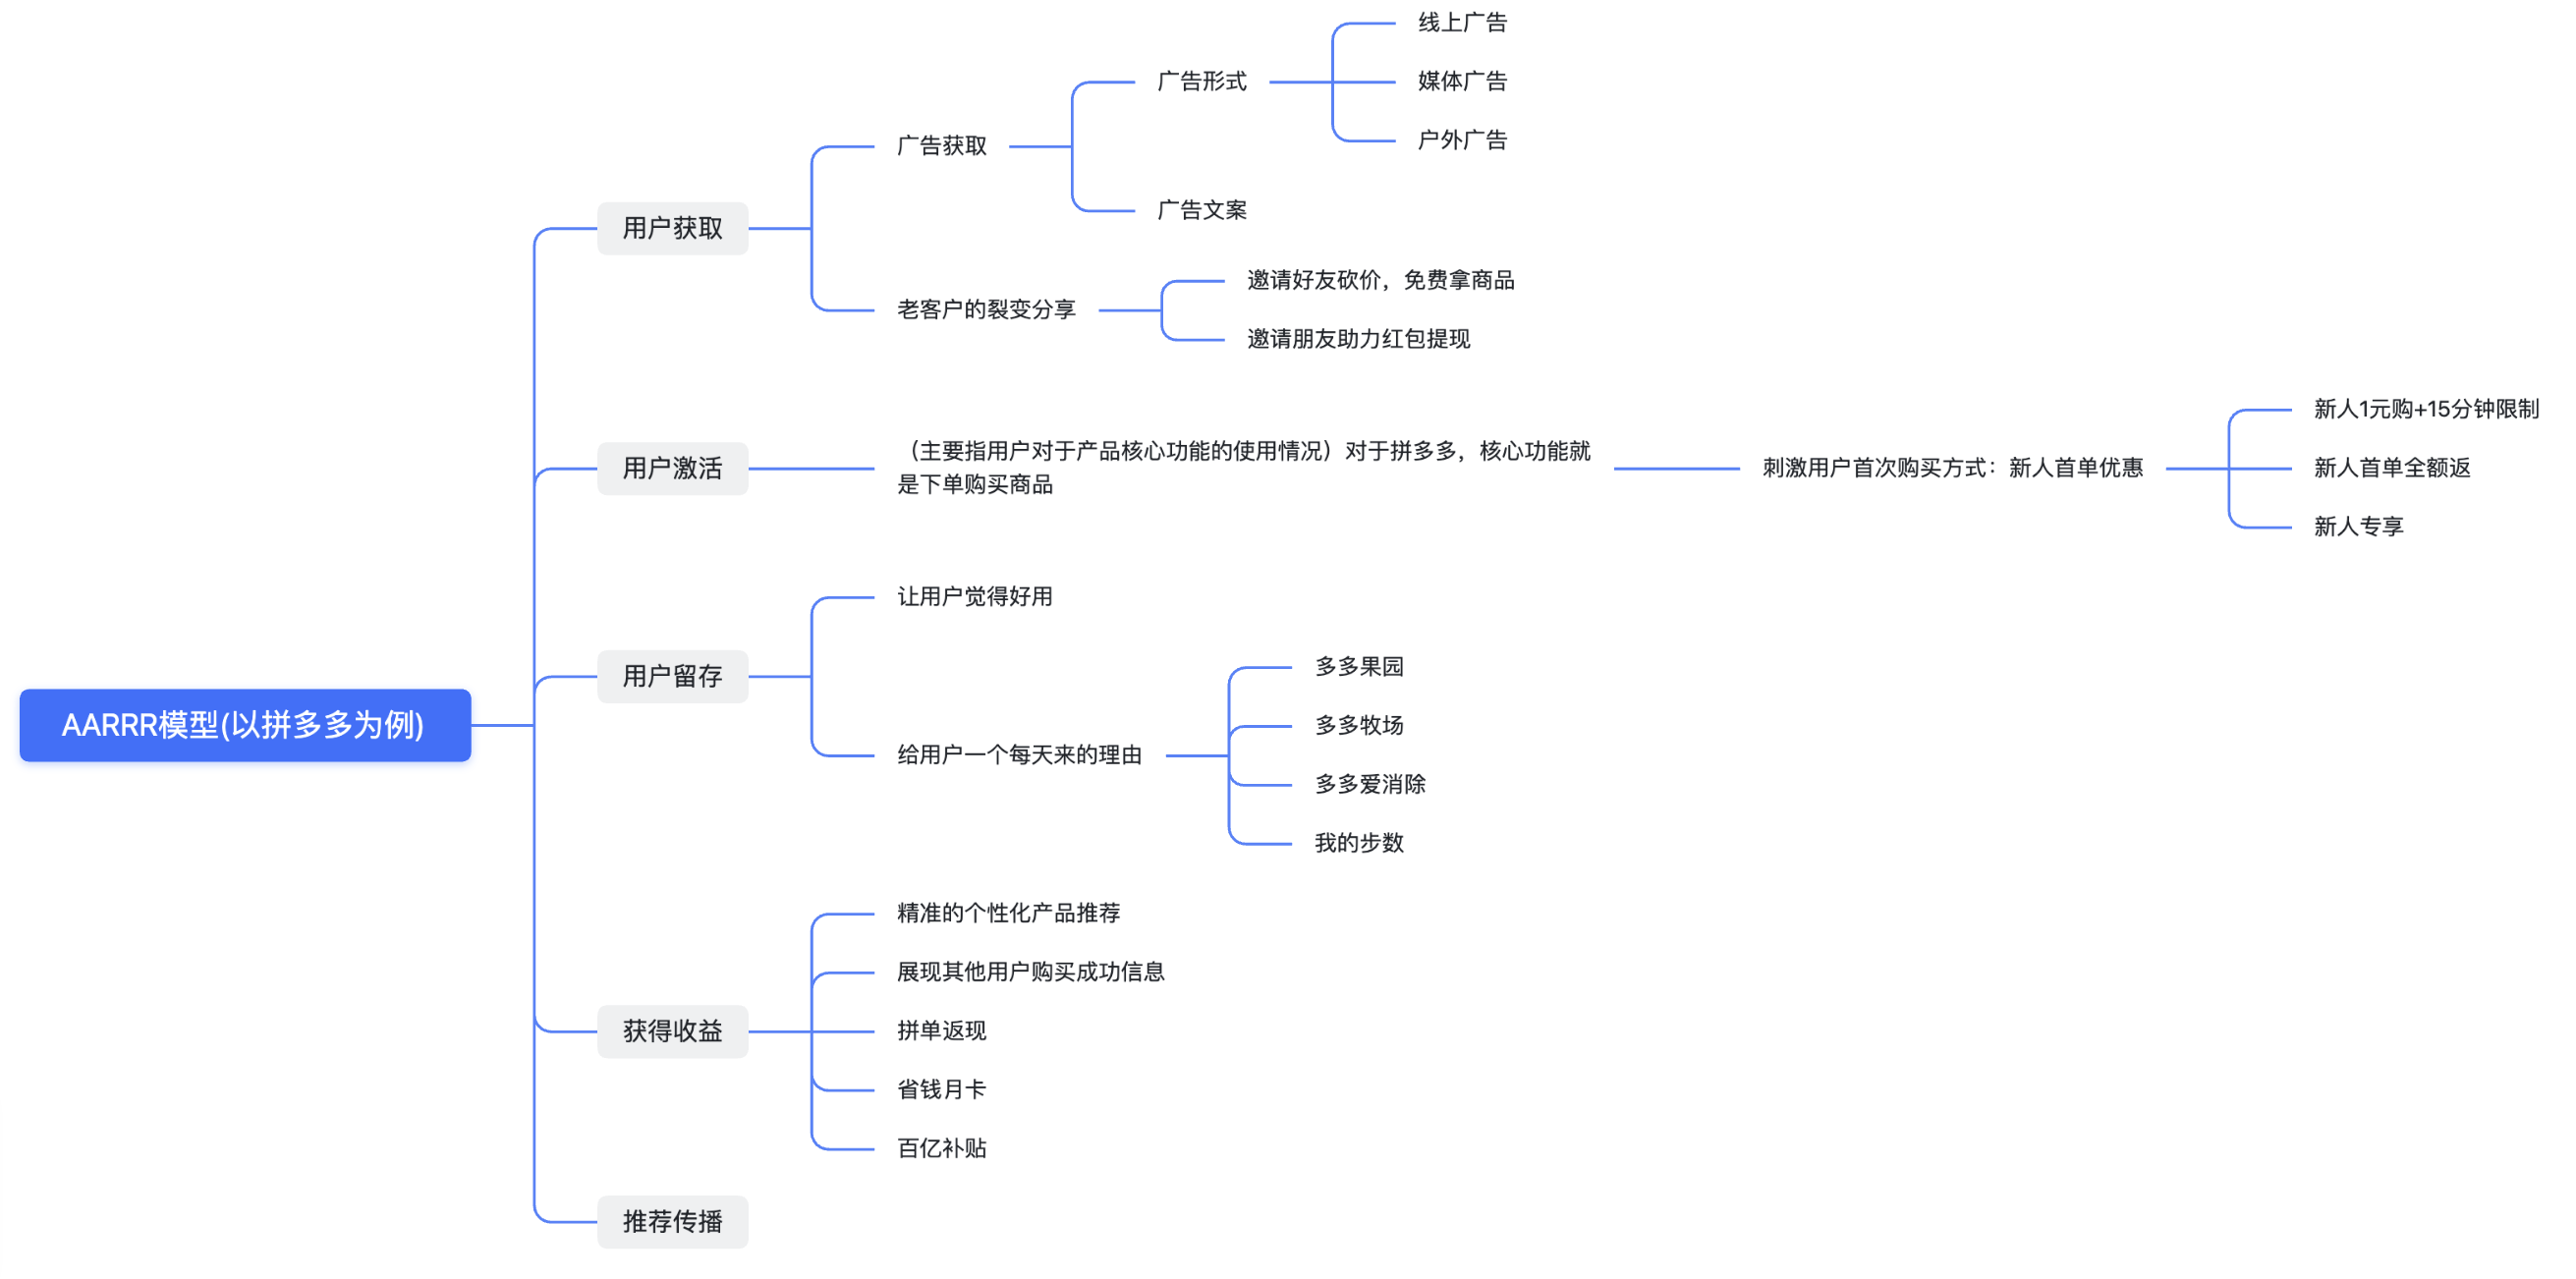 线上广告
广告形式
媒体广告
户外广告
广告获取
广告文案
用户获取
邀请好友砍价，免费拿商品
老客户的裂变分享
邀请朋友助力红包提现
新人1元购+15分钟限制
用户激活
（主要指用户对于产品核心功能的使用情况）对于拼多多，核心功能就
是下单购买商品
刺激用户首次购买方式：新人首单优惠
新人首单全额返
新人专享
让用户觉得好用
用户留存
多多果园
多多牧场
给用户一个每天来的理由
多多爱消除
我的步数
AARRR模型(以拼多多为例)
精准的个性化产品推荐
展现其他用户购买成功信息
获得收益
拼单返现
省钱月卡
百亿补贴
推荐传播